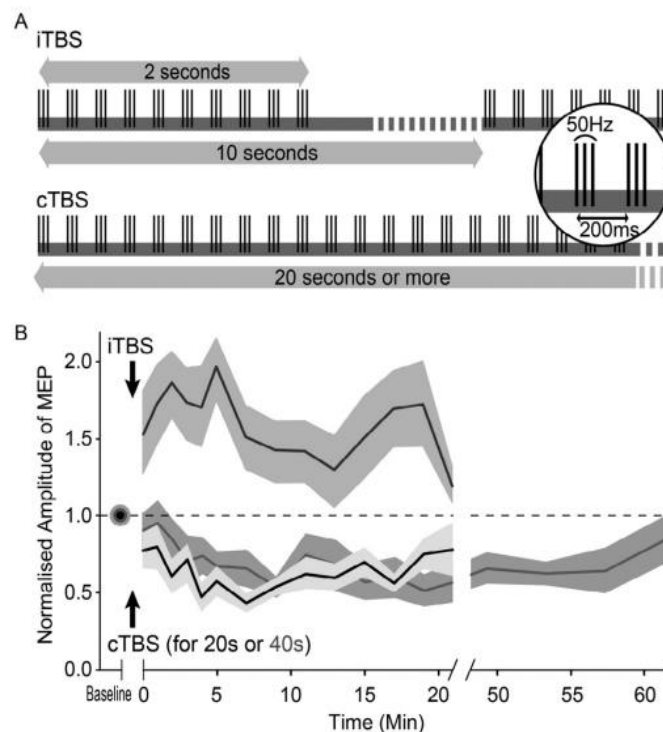 A
iTBS
2 seconds
10 seconds
50Hz
200ms
cTBS
20 seconds or more
B
iTBS
2.0
1.5
1.0
0.5
0.0
Normalised Amplitude of MEP
cTBS (for 20s or 40s)
Baseline
0 5 10 15 20 50 55 60
Time (Min)